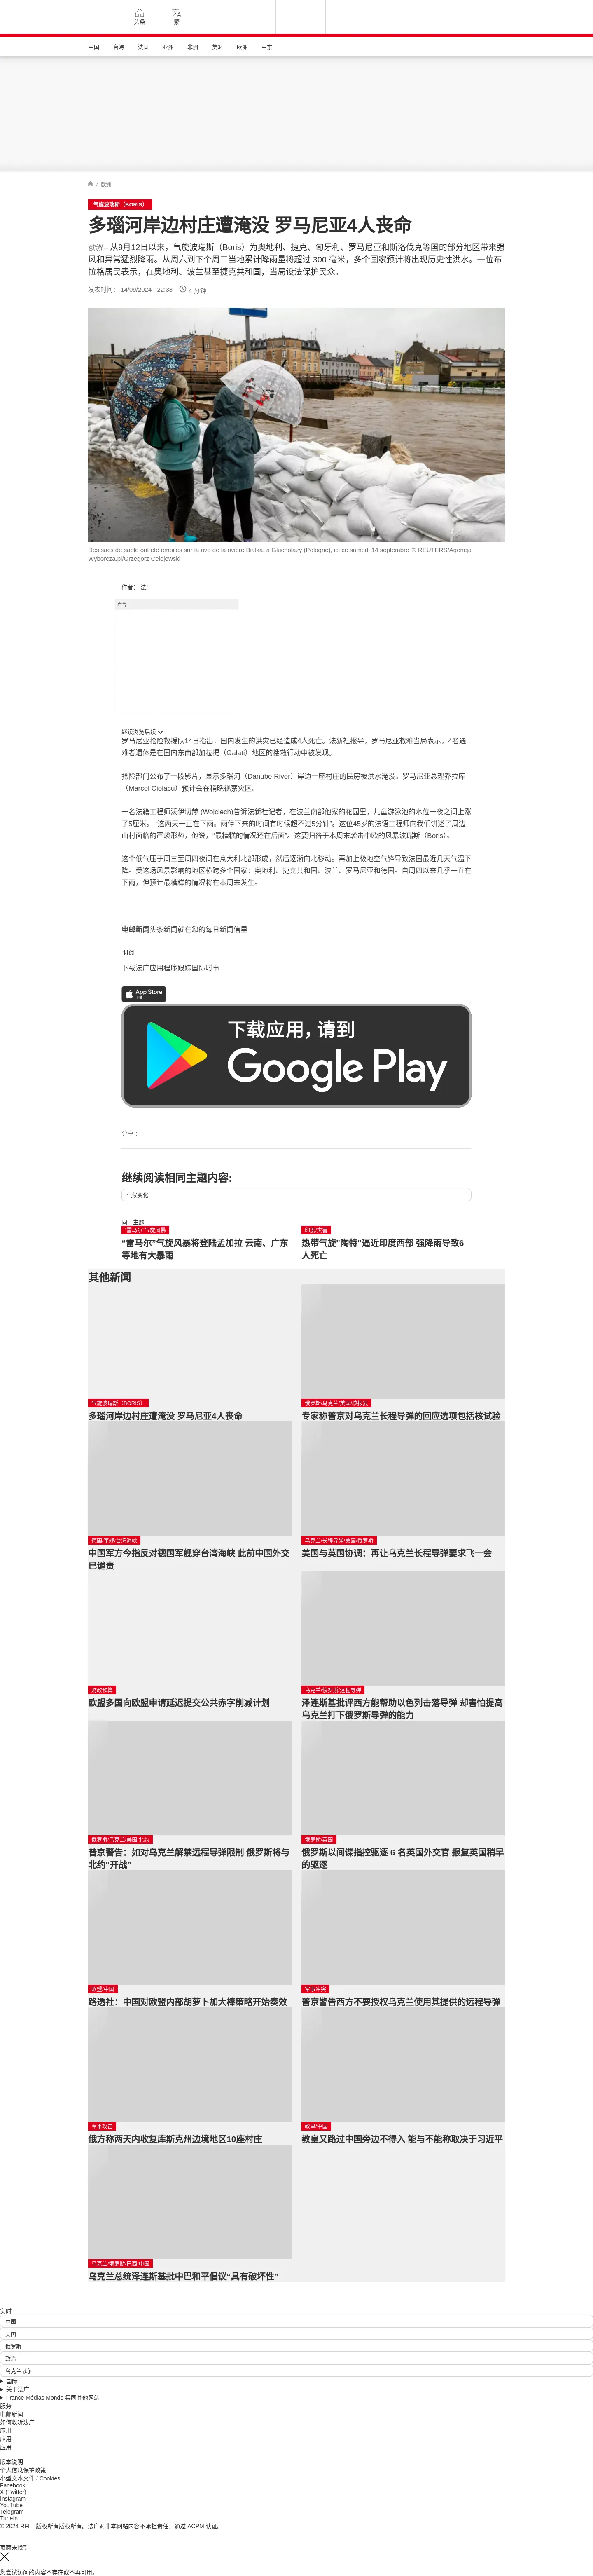 头条
繁
中国 台海 法国 亚洲 非洲 美洲 欧洲 中东
/ 欧洲
气旋波瑞斯（BORIS）
多瑙河岸边村庄遭淹没 罗马尼亚4人丧命
欧洲 – 从9月12日以来，气旋波瑞斯（Boris）为奥地利、捷克、匈牙利、罗马尼亚和斯洛伐克等国的部分地区带来强
风和异常猛烈降雨。从周六到下个周二当地累计降雨量将超过 300 毫米，多个国家预计将出现历史性洪水。一位布
拉格居民表示，在奥地利、波兰甚至捷克共和国，当局设法保护民众。
发表时间： 14/09/2024 - 22:38 4 分钟
Des sacs de sable ont été empilés sur la rive de la rivière Bialka, à Glucholazy (Pologne), ici ce samedi 14 septembre © REUTERS/Agencja
Wyborcza.pl/Grzegorz Celejewski
作者： 法广
广告
继续浏览后续
罗马尼亚抢险救援队14日指出，国内发生的洪灾已经造成4人死亡。法新社报导，罗马尼亚救难当局表示，4名遇
难者遗体是在国内东南部加拉提（Galati）地区的搜救行动中被发现。
抢险部门公布了一段影片，显示多瑙河（Danube River）岸边一座村庄的民房被洪水淹没。罗马尼亚总理乔拉库
（Marcel Ciolacu）预计会在稍晚视察灾区。
一名法籍工程师沃伊切赫 (Wojciech)告诉法新社记者，在波兰南部他家的花园里，儿童游泳池的水位一夜之间上涨
了5厘米。 “这两天一直在下雨。雨停下来的时间有时候超不过5分钟”。这位45岁的法语工程师向我们讲述了周边
山村面临的严峻形势，他说，“最糟糕的情况还在后面”。这要归咎于本周末袭击中欧的风暴波瑞斯（Boris）。
这个低气压于周三至周四夜间在意大利北部形成，然后逐渐向北移动。再加上极地空气锋导致法国最近几天气温下
降。受这场风暴影响的地区横跨多个国家：奥地利、捷克共和国、波兰、罗马尼亚和德国。自周四以来几乎一直在
下雨，但预计最糟糕的情况将在本周末发生。
电邮新闻头条新闻就在您的每日新闻信里
订阅
下载法广应用程序跟踪国际时事
App Store
下载
下载应用，请到
Google Play
分享 :
继续阅读相同主题内容:
气候变化
同一主题
“雷马尔”气旋风暴
“雷马尔”气旋风暴将登陆孟加拉 云南、广东
等地有大暴雨
印度/灾害
热带气旋"陶特"逼近印度西部 强降雨导致6
人死亡
其他新闻
气旋波瑞斯（BORIS）
多瑙河岸边村庄遭淹没 罗马尼亚4人丧命
俄罗斯/乌克兰/美国/核报复
专家称普京对乌克兰长程导弹的回应选项包括核试验
德国/军舰/台湾海峡
中国军方今指反对德国军舰穿台湾海峡 此前中国外交
已谴责
乌克兰/长程导弹/美国/俄罗斯
美国与英国协调：再让乌克兰长程导弹要求飞一会
财政预算
欧盟多国向欧盟申请延迟提交公共赤字削减计划
乌克兰/俄罗斯/远程导弹
泽连斯基批评西方能帮助以色列击落导弹 却害怕提高
乌克兰打下俄罗斯导弹的能力
俄罗斯/乌克兰/美国/北约
普京警告：如对乌克兰解禁远程导弹限制 俄罗斯将与
北约“开战”
俄罗斯/英国
俄罗斯以间谍指控驱逐 6 名英国外交官 报复英国稍早
的驱逐
欧盟/中国
路透社：中国对欧盟内部胡萝卜加大棒策略开始奏效
军事冲突
普京警告西方不要授权乌克兰使用其提供的远程导弹
军事攻击
俄方称两天内收复库斯克州边境地区10座村庄
教皇/中国
教皇又路过中国旁边不得入 能与不能称取决于习近平
乌克兰/俄罗斯/巴西/中国
乌克兰总统泽连斯基批中巴和平倡议“具有破坏性”
实时
中国
美国
俄罗斯
政治
乌克兰战争
国际
关于法广
France Médias Monde 集团其他网站
服务
电邮新闻
如何收听法广
应用
应用
应用
版本说明
个人信息保护政策
小型文本文件 / Cookies
Facebook
X (Twitter)
Instagram
YouTube
Telegram
TuneIn
© 2024 RFI – 版权所有版权所有。法广对非本网站内容不承担责任。通过 ACPM 认证。
页面未找到
您尝试访问的内容不存在或不再可用。